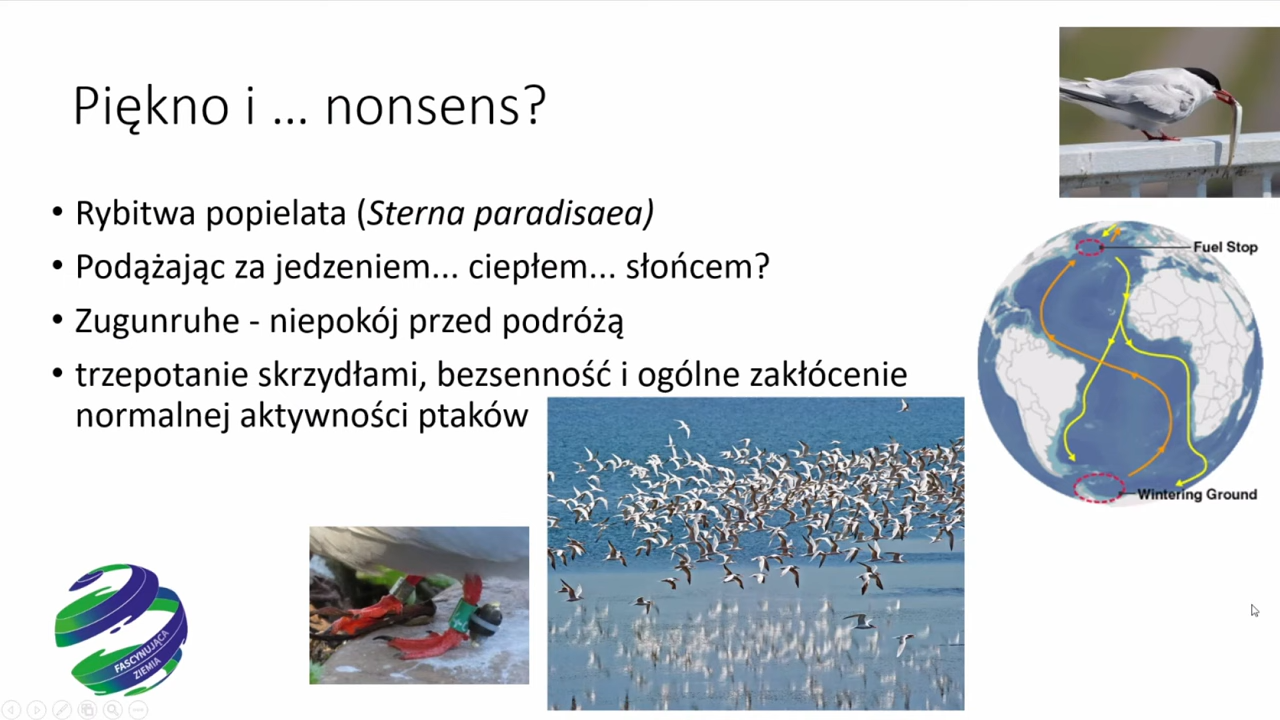 Piękno i ... nonsens?
• Rybitwa popielata (Sterna paradisaea)
• Podążając za jedzeniem... ciepłem... słońcem?
• Zugunruhe - niepokój przed podróżą
• trzepotanie skrzydłami, bezsenność i ogólne zakłócenie
normalnej aktywności ptaków
Fuel Stop
Wintering Ground
FASCYNUJĄCA
ZIEMIA